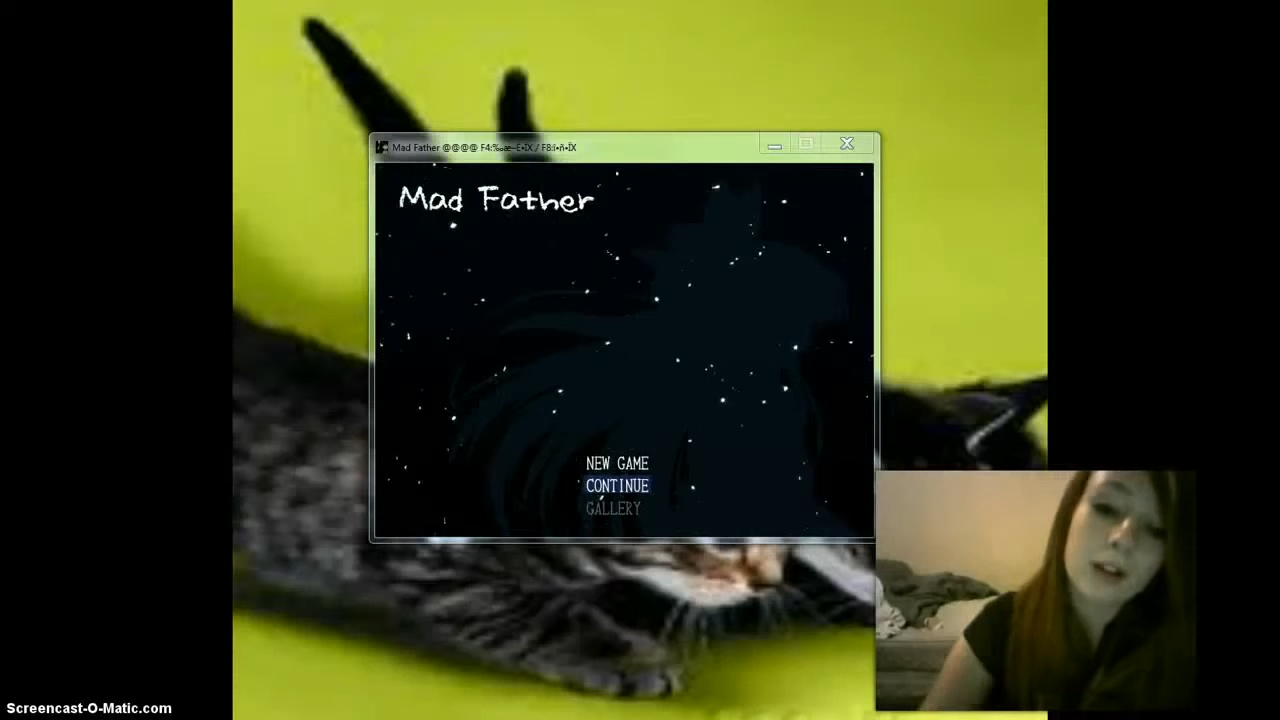 Mad Father @@@@
Mad Father
NEW GAME
CONTINUE
GALLERY
Screencast-O-Matic.com